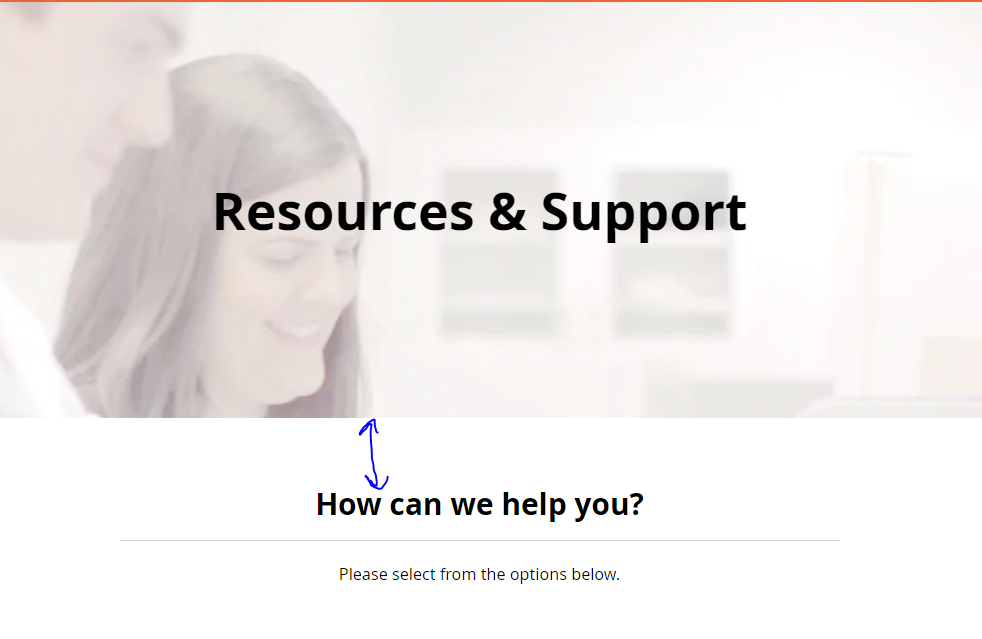 Resources & Support
How can we help you?
Please select from the options below.